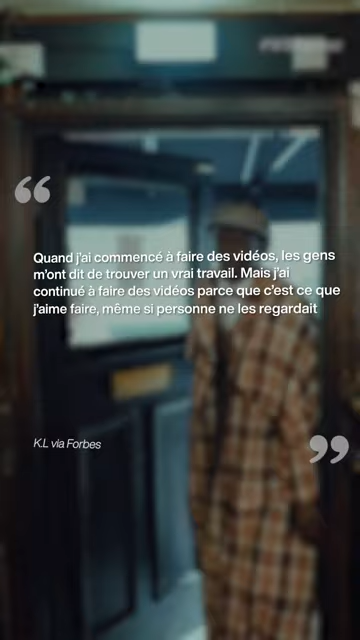 “
Quand j'ai commencé à faire des vidéos, les gens
m'ont dit de trouver un vrai travail. Mais j'ai
continué à faire des vidéos parce que c'est ce que
j'aime faire, même si personne ne les regardait
K.L via Forbes
”